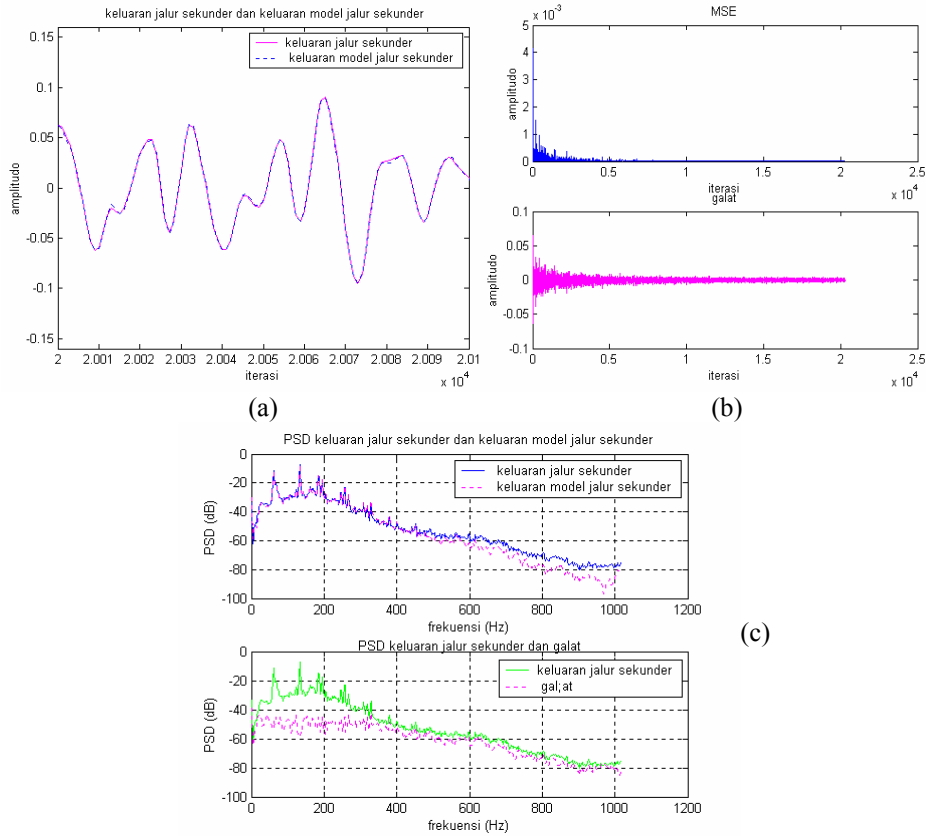 keluaran jalur sekunder dan keluaran model jalur sekunder
0.15
0.1
0.05
0
-0.05
-0.1
-0.15
amplitudo
keluaran jalur sekunder
keluaran model jalur sekunder
2 2.001 2.002 2.003 2.004 2.005 2.006 2.007 2.008 2.009 2.01
iterasi
x 10^4
(a)
x 10^-3
MSE
5
4
3
2
1
0
amplitudo
0 0.5 1 1.5 2 2.5
iterasi
x 10^4
galat
0.1
0.05
0
-0.05
-0.1
amplitudo
0 0.5 1 1.5 2 2.5
iterasi
x 10^4
(b)
PSD keluaran jalur sekunder dan keluaran model jalur sekunder
0
-20
-40
-60
-80
-100
PSD (dB)
keluaran jalur sekunder
keluaran model jalur sekunder
0 200 400 600 800 1000 1200
frekuensi (Hz)
(c)
PSD keluaran jalur sekunder dan galat
0
-20
-40
-60
-80
-100
PSD (dB)
keluaran jalur sekunder
gal;at
0 200 400 600 800 1000 1200
frekuensi (Hz)